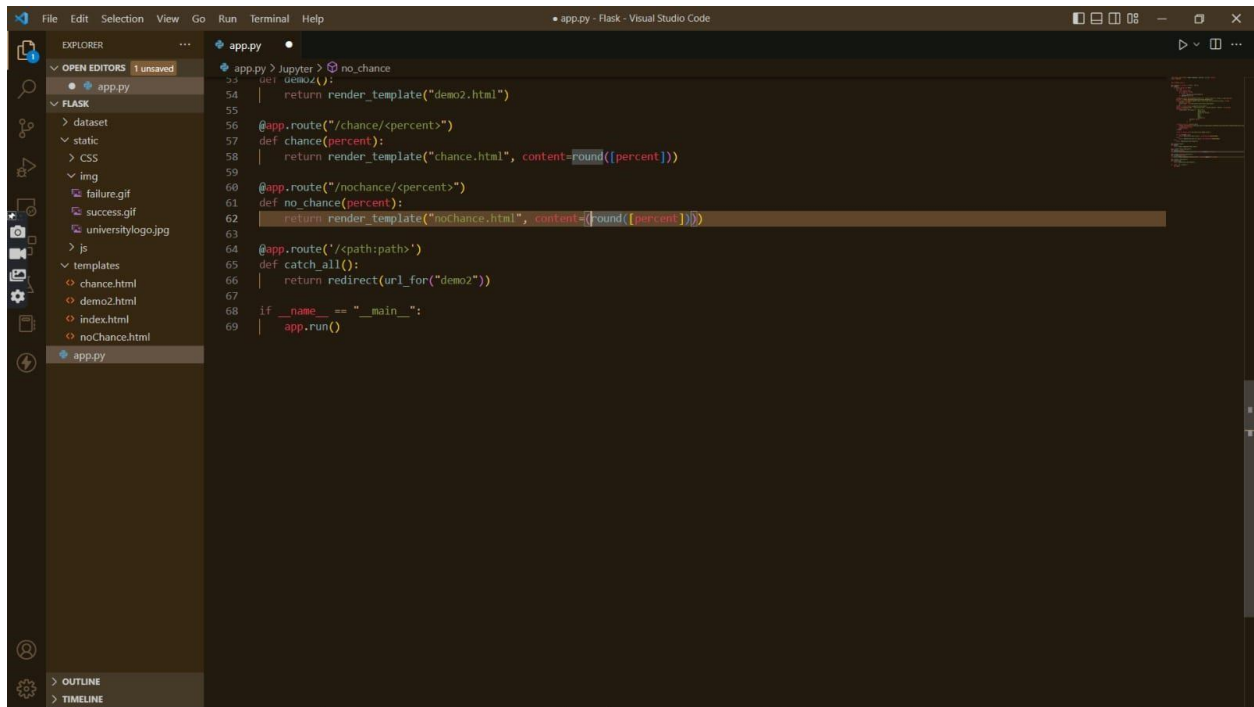 File Edit Selection View Go Run Terminal Help
● app.py - Flask - Visual Studio Code
EXPLORER
app.py
OPEN EDITORS 1 unsaved
app.py
FLASK
dataset
static
CSS
img
failure.gif
success.gif
universitylogo.jpg
js
templates
chance.html
demo2.html
index.html
noChance.html
app.py
OUTLINE
TIMELINE
1
app.py > Jupyter > no_chance
53 def demo2():
54 return render_template("demo2.html")
55
56 @app.route("/chance/<percent>")
57 def chance(percent):
58 return render_template("chance.html", content=round([percent]))
59
60 @app.route("/nochance/<percent>")
61 def no_chance(percent):
62 return render_template("noChance.html", content=(round([percent])))
63
64 @app.route('/<path:path>')
65 def catch_all():
66 return redirect(url_for("demo2"))
67
68 if __name__ == "__main__":
69 app.run()